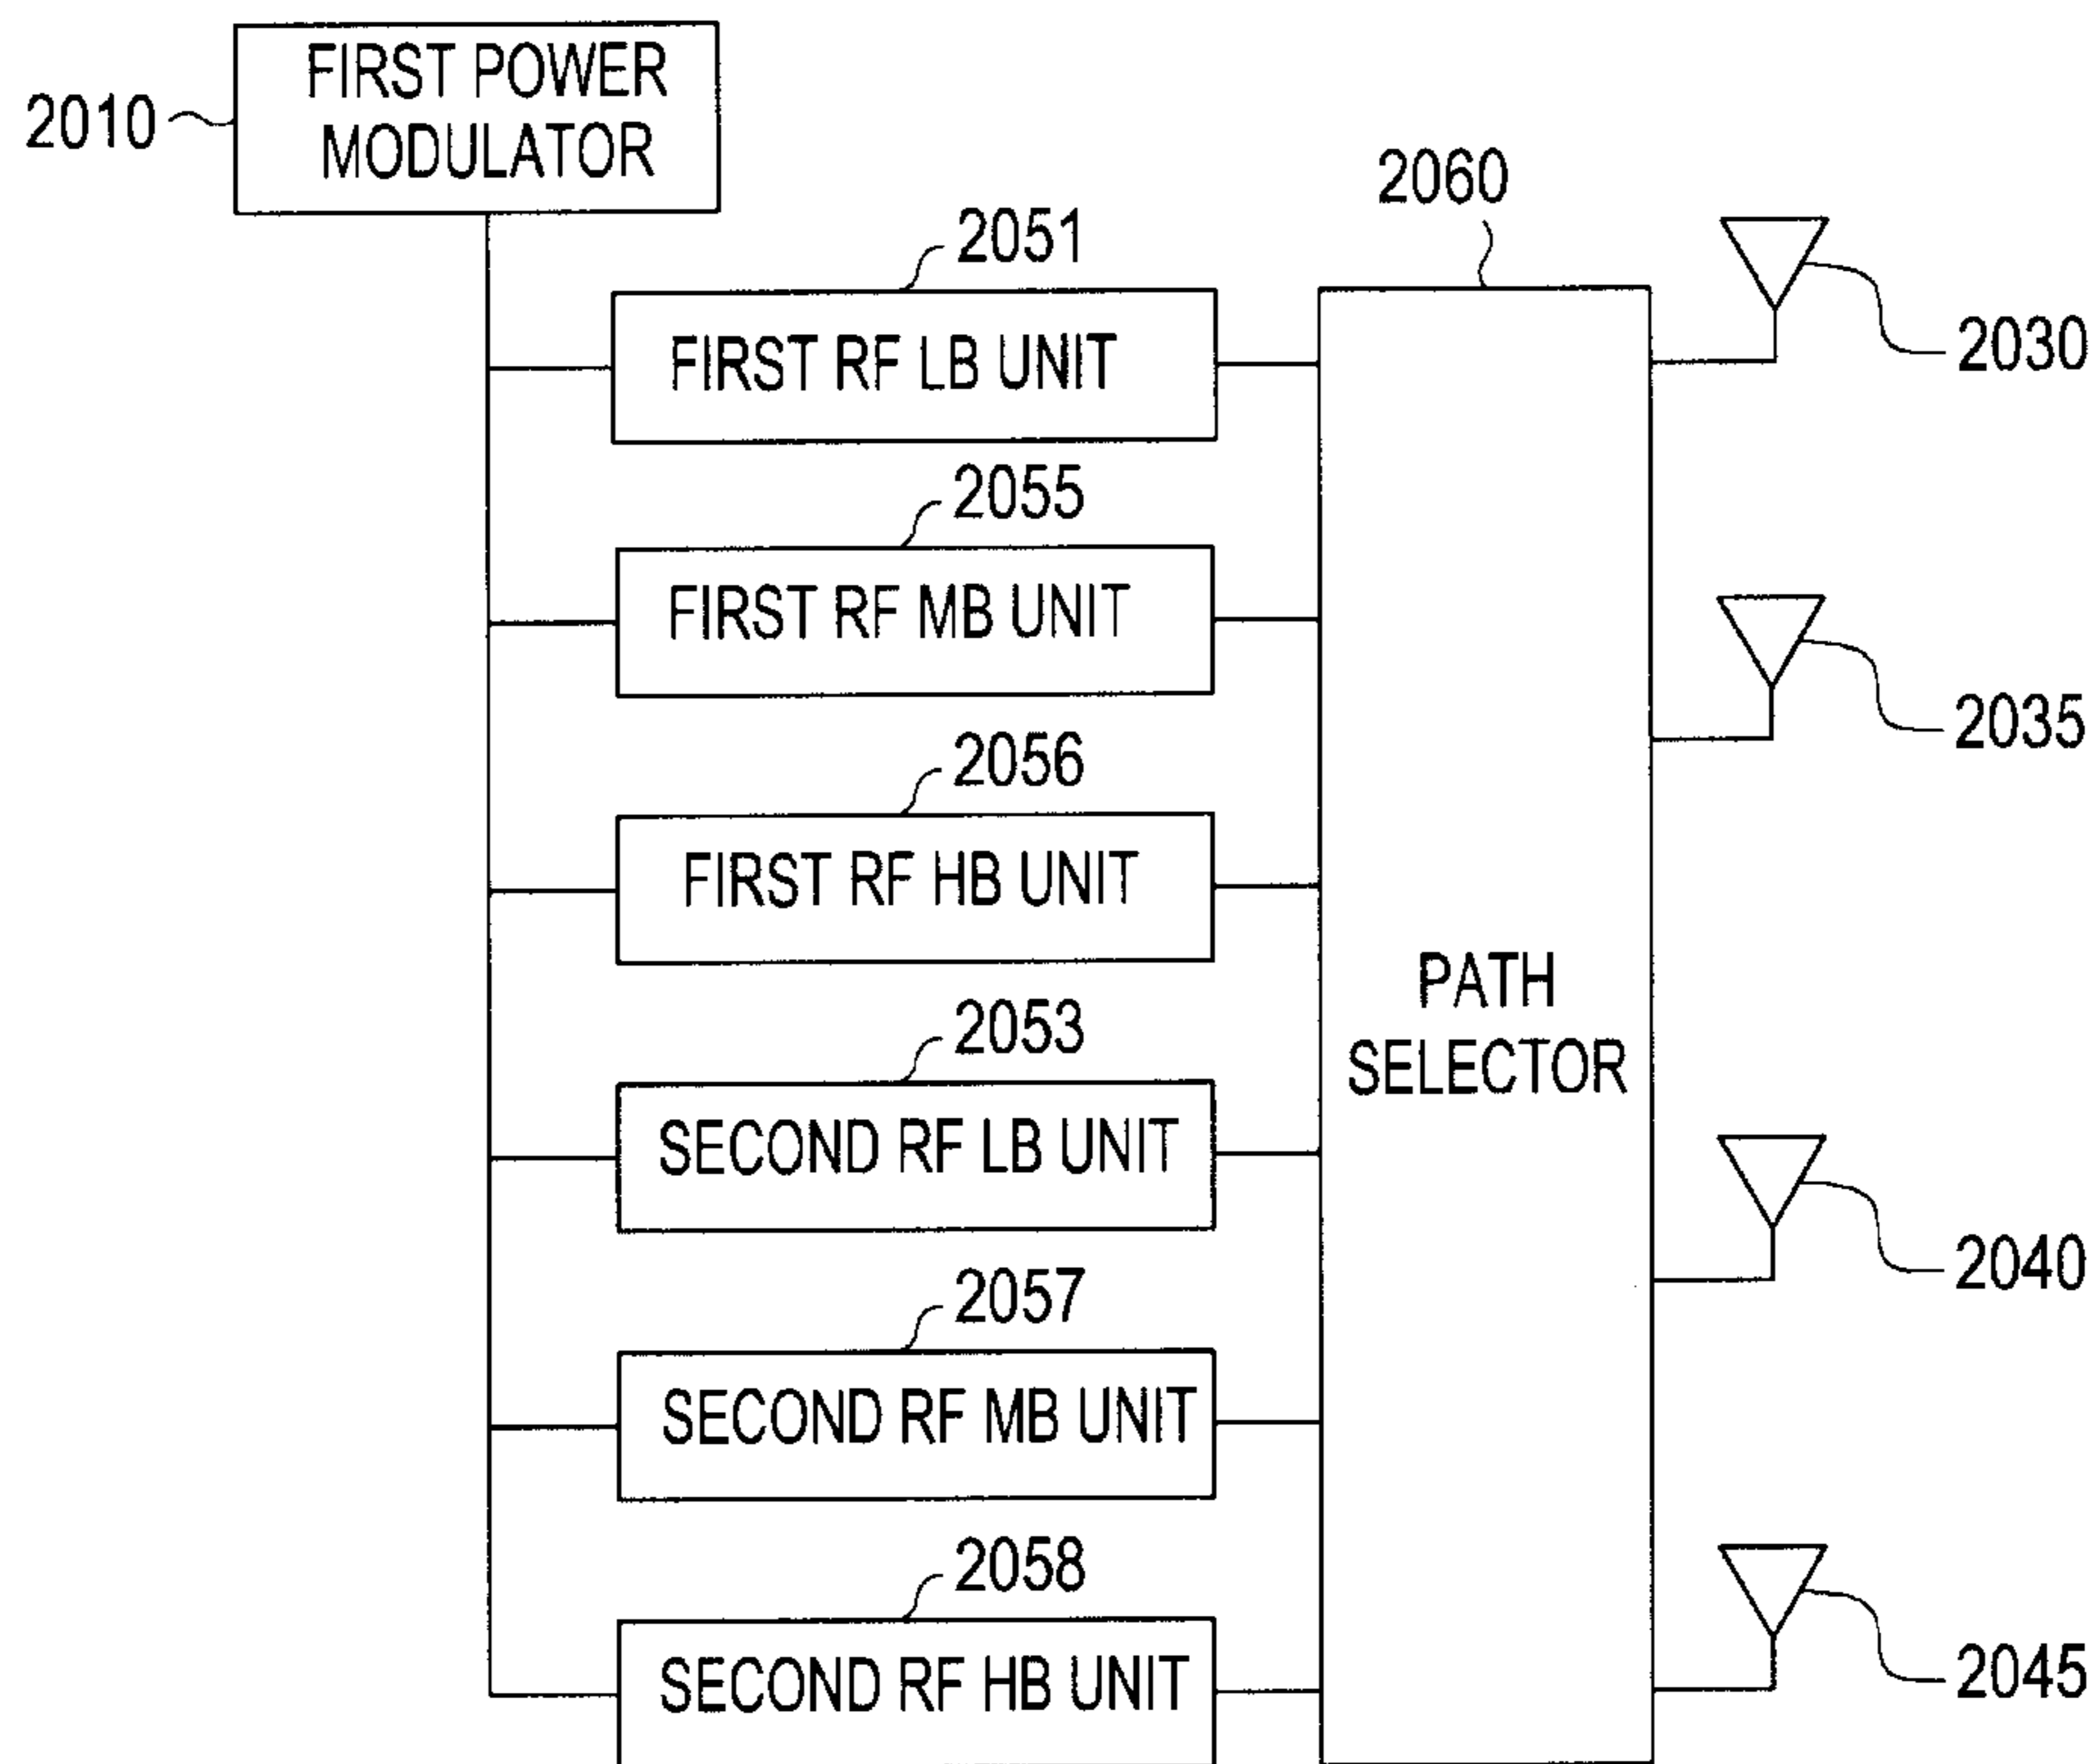 FIRST POWER
MODULATOR
2010
2060
2051
FIRST RF LB UNIT
2030
2055
FIRST RF MB UNIT
2035
2056
FIRST RF HB UNIT
PATH
SELECTOR
2053
SECOND RF LB UNIT
2040
2057
SECOND RF MB UNIT
2058
SECOND RF HB UNIT
2045